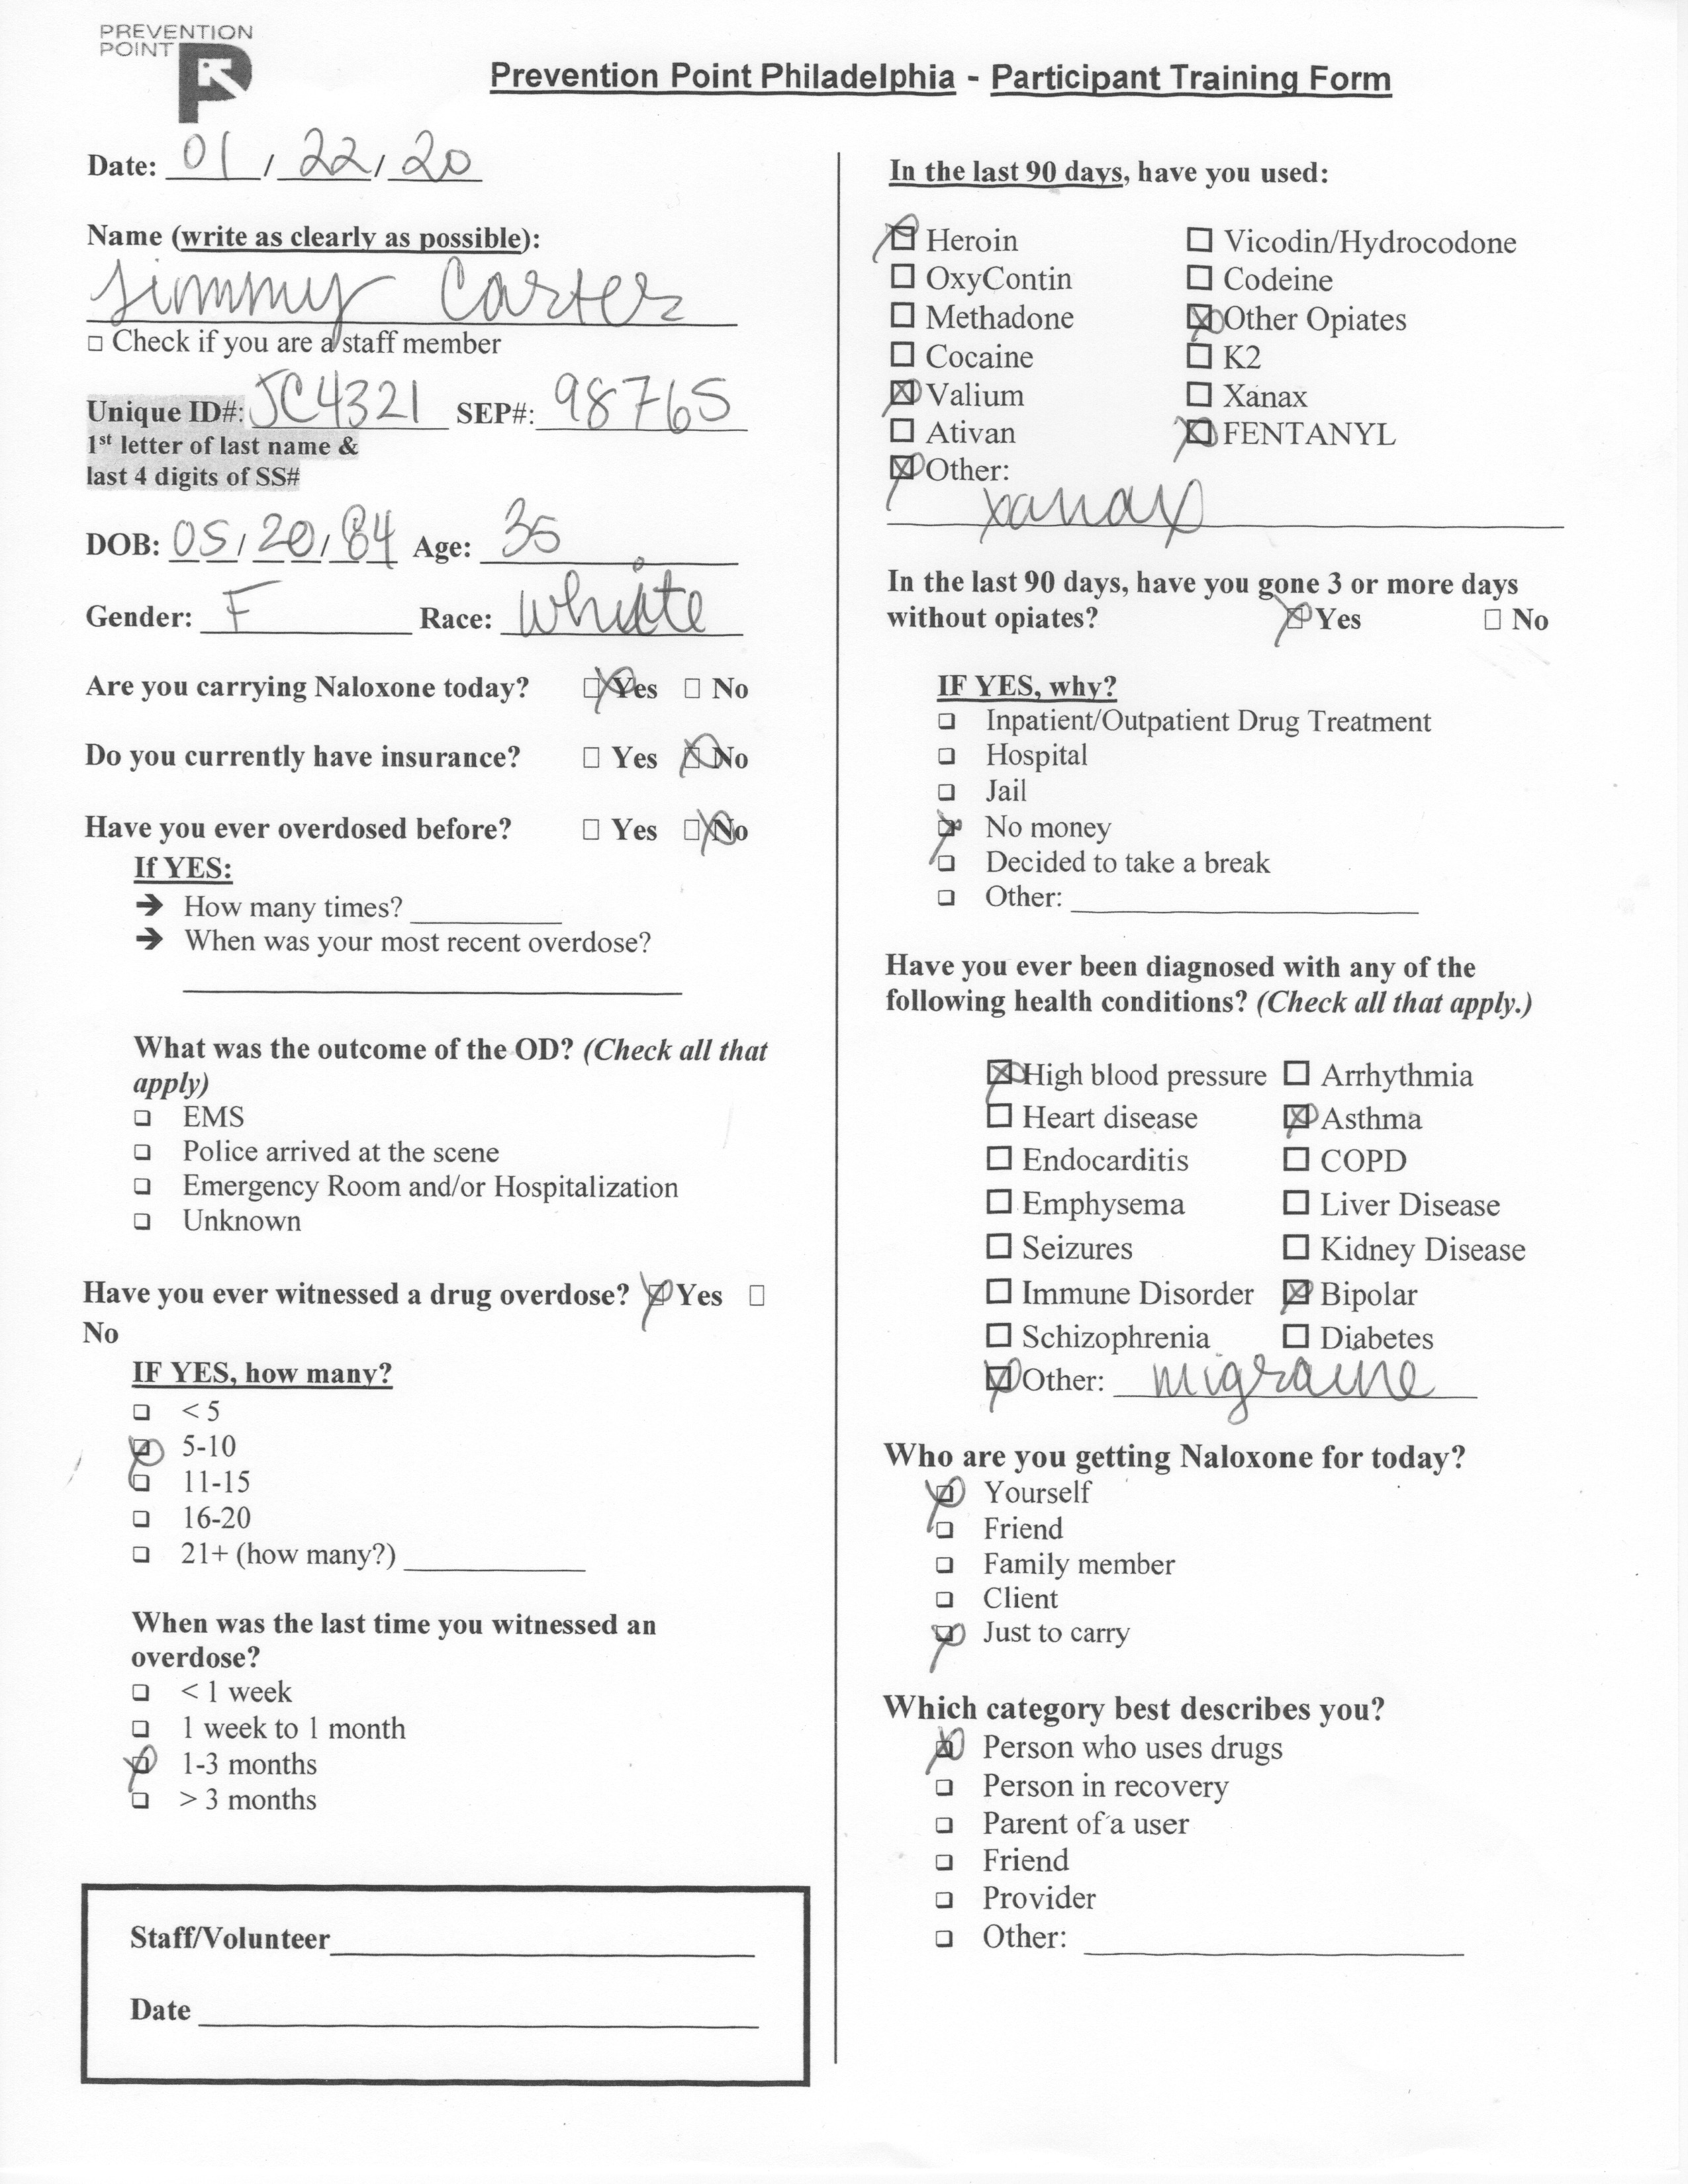 PREVENTION
POINT
Prevention Point Philadelphia - Participant Training Form
Date: 01 / 22 / 20
Name (write as clearly as possible):
Jimmy Carter
□ Check if you are a staff member
Unique ID#: JC4321 SEP#: 98765
1st letter of last name &
last 4 digits of SS#
DOB: 05 / 20 / 84 Age: 35
Gender: F Race: white
Are you carrying Naloxone today? ☒ Yes □ No
Do you currently have insurance? □ Yes ☒ No
Have you ever overdosed before? □ Yes ☒ No
If YES:
➔ How many times?
➔ When was your most recent overdose?
What was the outcome of the OD? (Check all that
apply)
□ EMS
□ Police arrived at the scene
□ Emergency Room and/or Hospitalization
□ Unknown
Have you ever witnessed a drug overdose? ☒ Yes □
No
IF YES, how many?
□ < 5
☒ 5-10
□ 11-15
□ 16-20
□ 21+ (how many?)
When was the last time you witnessed an
overdose?
□ < 1 week
□ 1 week to 1 month
☒ 1-3 months
□ > 3 months
Staff/Volunteer
Date
In the last 90 days, have you used:
☒ Heroin □ Vicodin/Hydrocodone
□ OxyContin □ Codeine
□ Methadone ☒ Other Opiates
□ Cocaine □ K2
☒ Valium □ Xanax
□ Ativan ☒ FENTANYL
☒ Other:
xanax
In the last 90 days, have you gone 3 or more days
without opiates? ☒ Yes □ No
IF YES, why?
□ Inpatient/Outpatient Drug Treatment
□ Hospital
□ Jail
☒ No money
□ Decided to take a break
□ Other:
Have you ever been diagnosed with any of the
following health conditions? (Check all that apply.)
☒ High blood pressure □ Arrhythmia
□ Heart disease ☒ Asthma
□ Endocarditis □ COPD
□ Emphysema □ Liver Disease
□ Seizures □ Kidney Disease
□ Immune Disorder ☒ Bipolar
□ Schizophrenia □ Diabetes
☒ Other: migraine
Who are you getting Naloxone for today?
☒ Yourself
□ Friend
□ Family member
□ Client
☒ Just to carry
Which category best describes you?
☒ Person who uses drugs
□ Person in recovery
□ Parent of a user
□ Friend
□ Provider
□ Other: